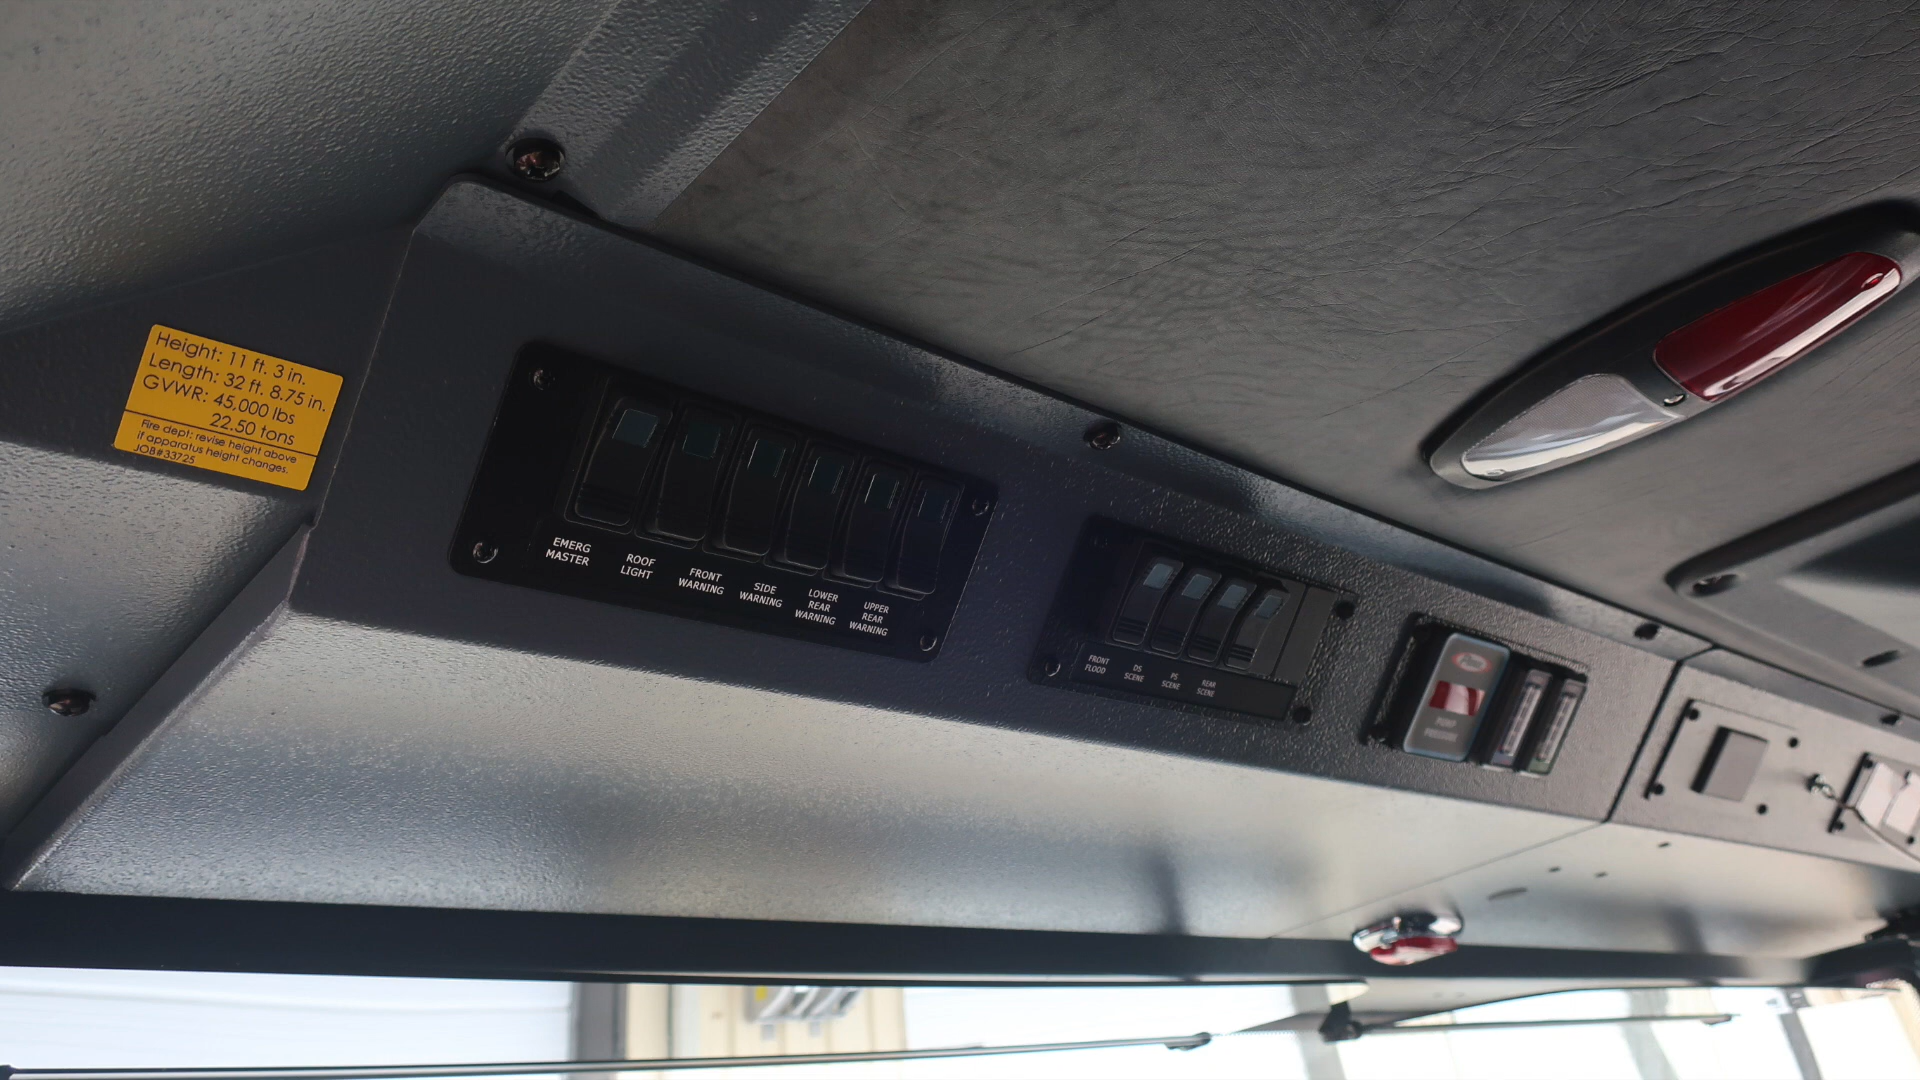 Height: 11 ft. 3 in.
Length: 32 ft. 8.75 in.
GVWR: 45,000 lbs
22.50 tons
Fire dept: revise height above
if apparatus height changes.
JOB#33725
EMERG
MASTER
ROOF
LIGHT
FRONT
WARNING
SIDE
WARNING
LOWER
REAR
WARNING
UPPER
REAR
WARNING
FRONT
FLOOD
DS
SCENE
PS
SCENE
REAR
SCENE
PUMP